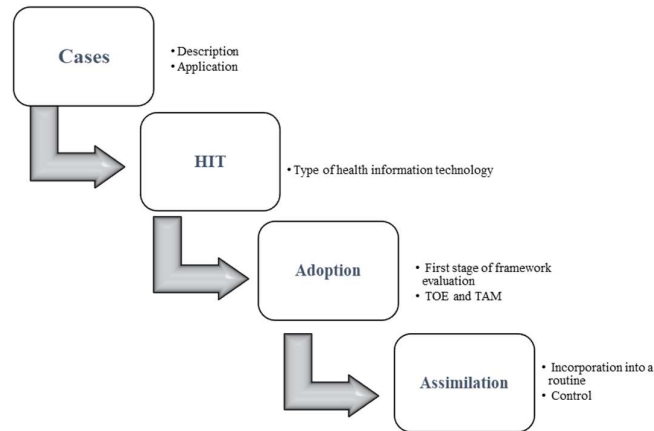 Cases
• Description
• Application
HIT
• Type of health information technology
Adoption
• First stage of framework
evaluation
• TOE and TAM
Assimilation
• Incorporation into a
routine
• Control